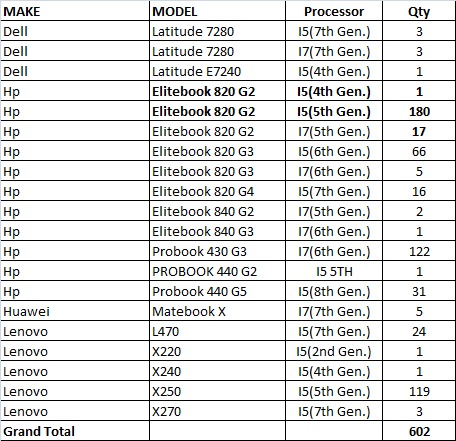 MAKE MODEL Processor Qty
Dell Latitude 7280 I5(7th Gen.) 3
Dell Latitude 7280 I7(7th Gen.) 3
Dell Latitude E7240 I5(4th Gen.) 1
Hp Elitebook 820 G2 I5(4th Gen.) 1
Hp Elitebook 820 G2 I5(5th Gen.) 180
Hp Elitebook 820 G2 I7(5th Gen.) 17
Hp Elitebook 820 G3 I5(6th Gen.) 66
Hp Elitebook 820 G3 I7(6th Gen.) 5
Hp Elitebook 820 G4 I5(7th Gen.) 16
Hp Elitebook 840 G2 I7(5th Gen.) 2
Hp Elitebook 840 G3 I7(6th Gen.) 1
Hp Probook 430 G3 I7(6th Gen.) 122
Hp PROBOOK 440 G2 I5 5TH 1
Hp Probook 440 G5 I5(8th Gen.) 31
Huawei Matebook X I7(7th Gen.) 5
Lenovo L470 I5(7th Gen.) 24
Lenovo X220 I5(2nd Gen.) 1
Lenovo X240 I5(4th Gen.) 1
Lenovo X250 I5(5th Gen.) 119
Lenovo X270 I5(7th Gen.) 3
Grand Total 602